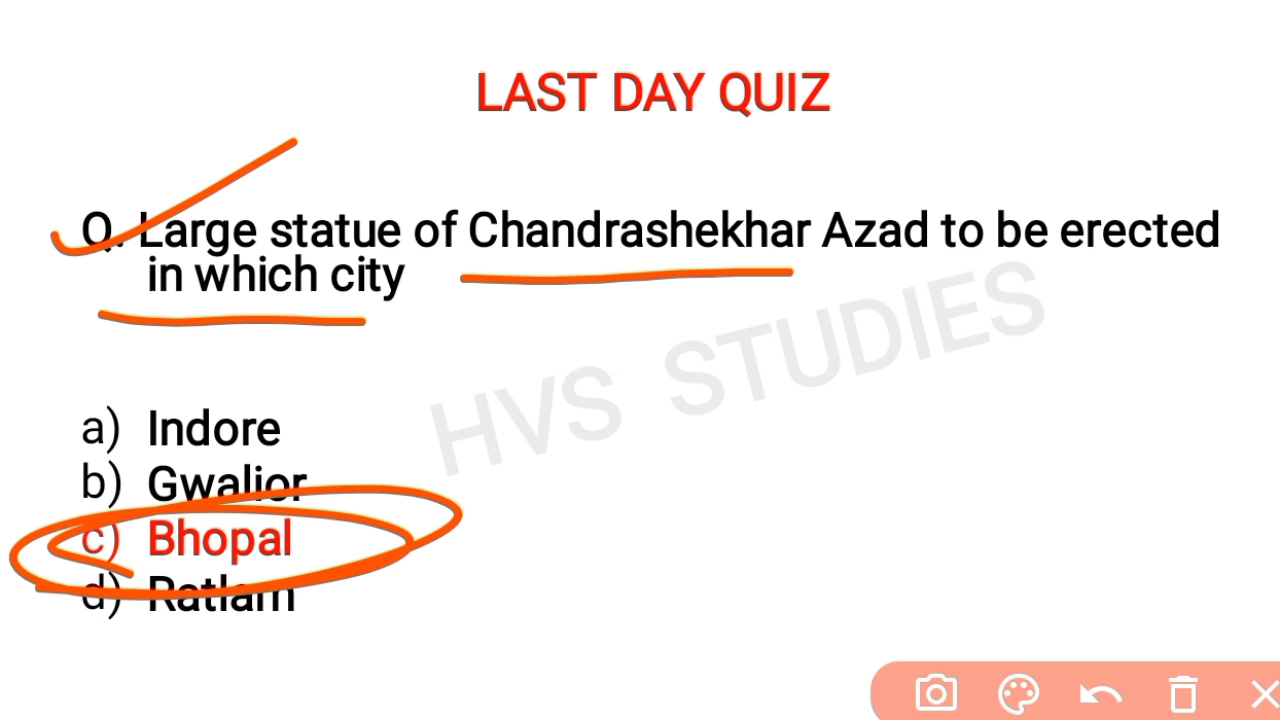 LAST DAY QUIZ
Q. Large statue of Chandrashekhar Azad to be erected
in which city
HVS STUDIES
a) Indore
b) Gwalior
c) Bhopal
d) Ratlam